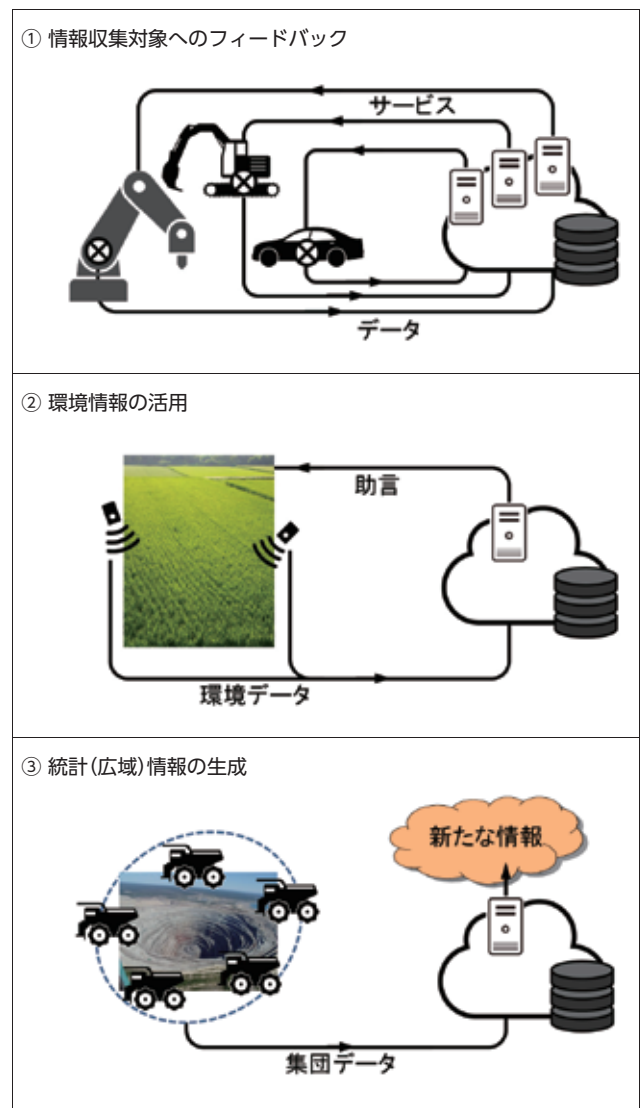 ① 情報収集対象へのフィードバック
サービス
データ
② 環境情報の活用
助言
環境データ
③ 統計(広域)情報の生成
新たな情報
集団データ